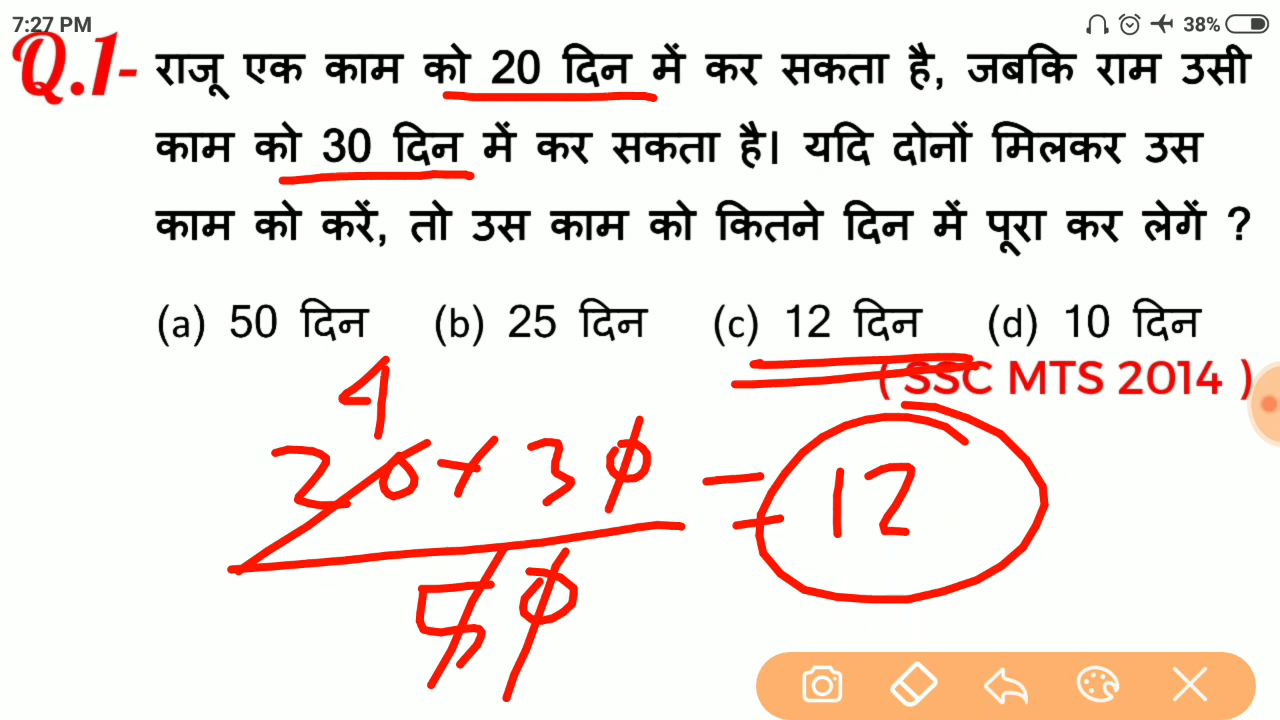 7:27 PM 38%
Q.1- राजू एक काम को 20 दिन में कर सकता है, जबकि राम उसी
काम को 30 दिन में कर सकता है। यदि दोनों मिलकर उस
काम को करें, तो उस काम को कितने दिन में पूरा कर लेगें ?
(a) 50 दिन (b) 25 दिन (c) 12 दिन (d) 10 दिन
( SSC MTS 2014 )
4
20 × 30 = 12
50